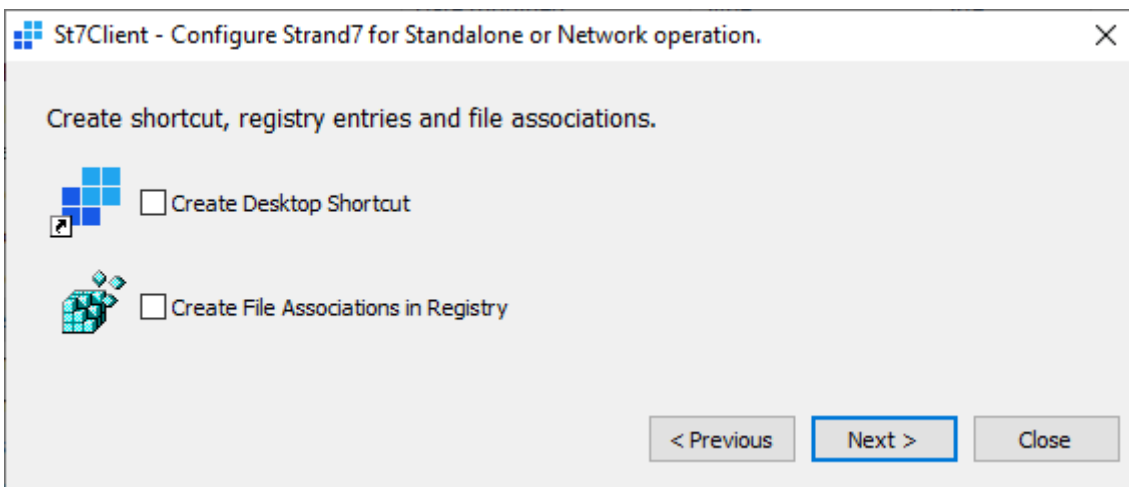 St7Client - Configure Strand7 for Standalone or Network operation.
Create shortcut, registry entries and file associations.
Create Desktop Shortcut
Create File Associations in Registry
< Previous
Next >
Close